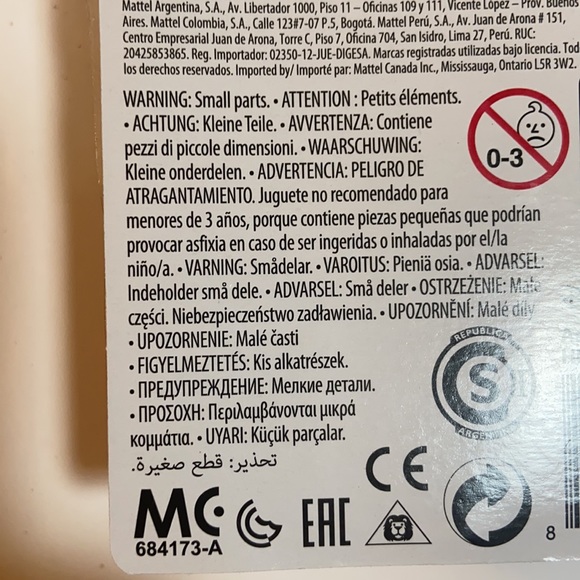 Mattel Argentina, S.A., Av. Libertador 1000, Piso 11 – Oficinas 109 y 111, Vicente López – Prov. Buenos
Aires. Mattel Colombia, S.A., Calle 123#7-07 P.5, Bogotá. Mattel Perú, S.A., Av. Juan de Arona # 151,
Centro Empresarial Juan de Arona, Torre C, Piso 7, Oficina 704, San Isidro, Lima 27, Perú. RUC:
20425853865. Reg. Importador: 02350-12-JUE-DIGESA. Marcas registradas utilizadas bajo licencia. Tod
los derechos reservados. Imported by/ Importé par: Mattel Canada Inc., Mississauga, Ontario L5R 3W2.
WARNING: Small parts. • ATTENTION : Petits éléments.
• ACHTUNG: Kleine Teile. • AVVERTENZA: Contiene
pezzi di piccole dimensioni. • WAARSCHUWING:
Kleine onderdelen. • ADVERTENCIA: PELIGRO DE
ATRAGANTAMIENTO. Juguete no recomendado para
menores de 3 años, porque contiene piezas pequeñas que podrían
provocar asfixia en caso de ser ingeridas o inhaladas por el/la
niño/a. • VARNING: Smådelar. • VAROITUS: Pieniä osia. • ADVARSEL:
Indeholder små dele. • ADVARSEL: Små deler • OSTRZEŻENIE: Małe
części. Niebezpieczeństwo zadławienia. • UPOZORNĚNÍ: Malé díly
• UPOZORNENIE: Malé časti
• FIGYELMEZTETÉS: Kis alkatrészek.
• ПРЕДУПРЕЖДЕНИЕ: Мелкие детали.
• ΠΡΟΣΟΧΗ: Περιλαμβάνονται μικρά
κομμάτια. • UYARI: Küçük parçalar.
تحذير: قطع صغيرة.
0-3
REPUBLICA
S
ARGENTINA
CE
MC
684173-A
EAC
8